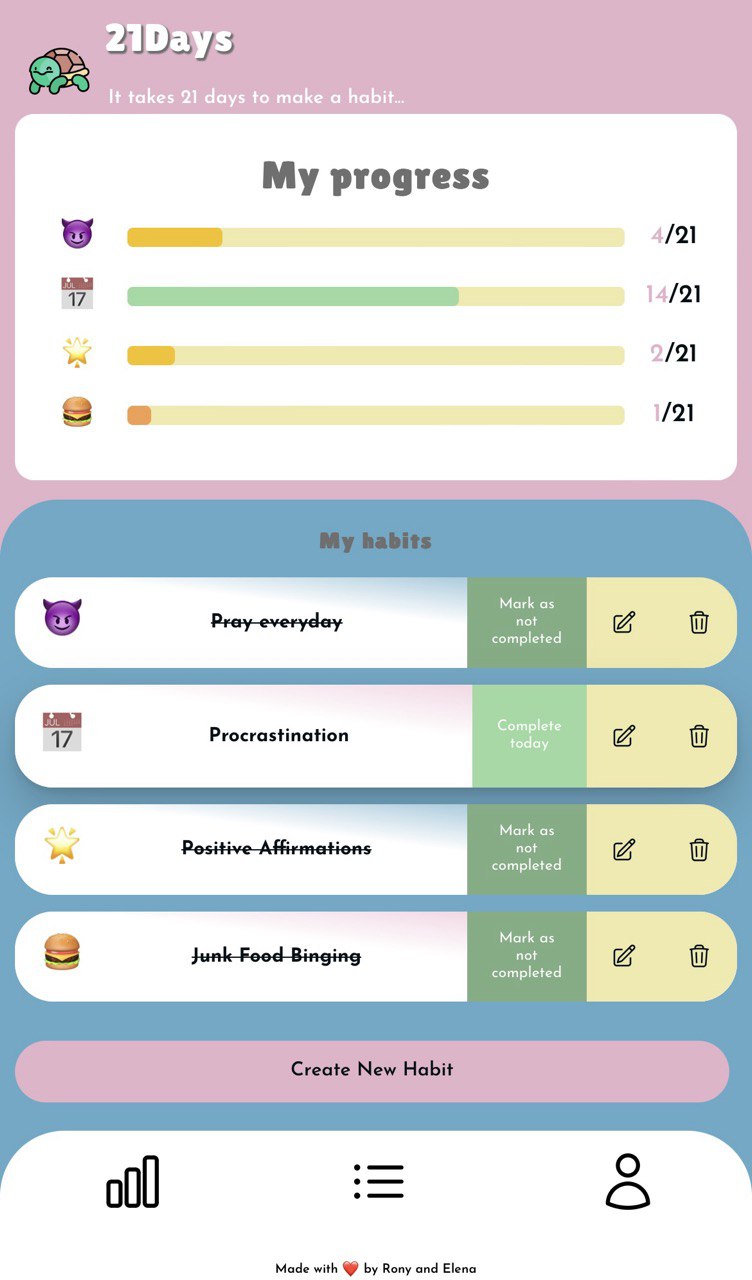 21Days
It takes 21 days to make a habit...
My progress
4/21
JUL
17
14/21
2/21
1/21
My habits
Pray everyday
Mark as
not
completed
JUL
17
Procrastination
Complete
today
Positive Affirmations
Mark as
not
completed
Junk Food Binging
Mark as
not
completed
Create New Habit
Made with ❤️ by Rony and Elena